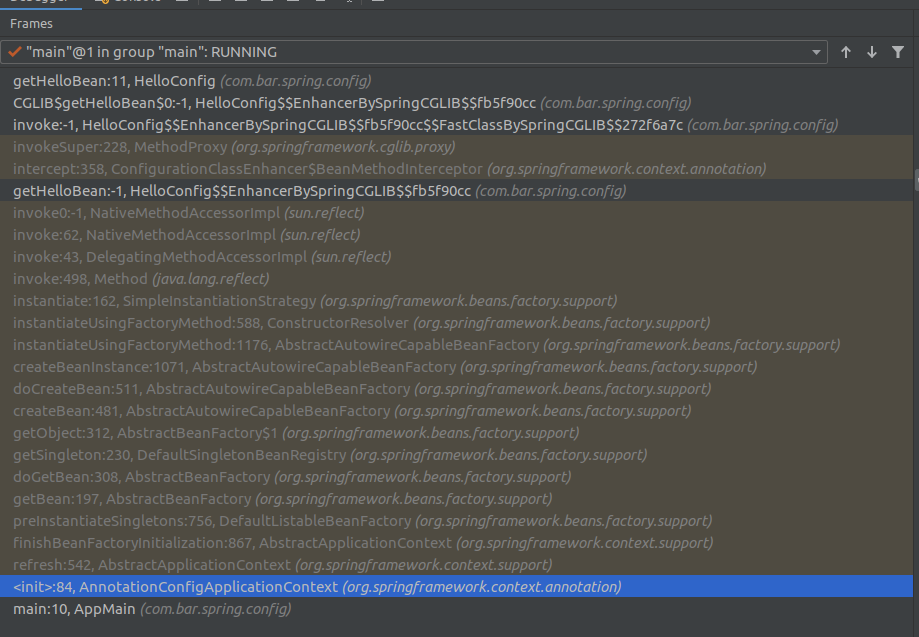 Frames
"main"@1 in group "main": RUNNING
getHelloBean:11, HelloConfig (com.bar.spring.config)
CGLIB$getHelloBean$0:-1, HelloConfig$$EnhancerBySpringCGLIB$$fb5f90cc (com.bar.spring.config)
invoke:-1, HelloConfig$$EnhancerBySpringCGLIB$$fb5f90cc$$FastClassBySpringCGLIB$$272f6a7c (com.bar.spring.config)
invokeSuper:228, MethodProxy (org.springframework.cglib.proxy)
intercept:358, ConfigurationClassEnhancer$BeanMethodInterceptor (org.springframework.context.annotation)
getHelloBean:-1, HelloConfig$$EnhancerBySpringCGLIB$$fb5f90cc (com.bar.spring.config)
invoke0:-1, NativeMethodAccessorImpl (sun.reflect)
invoke:62, NativeMethodAccessorImpl (sun.reflect)
invoke:43, DelegatingMethodAccessorImpl (sun.reflect)
invoke:498, Method (java.lang.reflect)
instantiate:162, SimpleInstantiationStrategy (org.springframework.beans.factory.support)
instantiateUsingFactoryMethod:588, ConstructorResolver (org.springframework.beans.factory.support)
instantiateUsingFactoryMethod:1176, AbstractAutowireCapableBeanFactory (org.springframework.beans.factory.support)
createBeanInstance:1071, AbstractAutowireCapableBeanFactory (org.springframework.beans.factory.support)
doCreateBean:511, AbstractAutowireCapableBeanFactory (org.springframework.beans.factory.support)
createBean:481, AbstractAutowireCapableBeanFactory (org.springframework.beans.factory.support)
getObject:312, AbstractBeanFactory$1 (org.springframework.beans.factory.support)
getSingleton:230, DefaultSingletonBeanRegistry (org.springframework.beans.factory.support)
doGetBean:308, AbstractBeanFactory (org.springframework.beans.factory.support)
getBean:197, AbstractBeanFactory (org.springframework.beans.factory.support)
preInstantiateSingletons:756, DefaultListableBeanFactory (org.springframework.beans.factory.support)
finishBeanFactoryInitialization:867, AbstractApplicationContext (org.springframework.context.support)
refresh:542, AbstractApplicationContext (org.springframework.context.support)
<init>:84, AnnotationConfigApplicationContext (org.springframework.context.annotation)
main:10, AppMain (com.bar.spring.config)